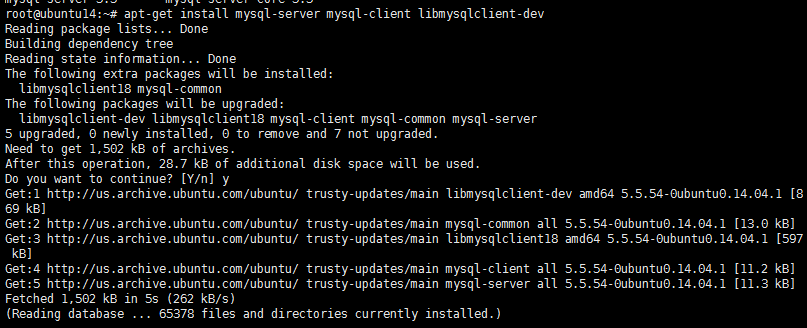 root@ubuntu14:~# apt-get install mysql-server mysql-client libmysqlclient-dev
Reading package lists... Done
Building dependency tree
Reading state information... Done
The following extra packages will be installed:
  libmysqlclient18 mysql-common
The following packages will be upgraded:
  libmysqlclient-dev libmysqlclient18 mysql-client mysql-common mysql-server
5 upgraded, 0 newly installed, 0 to remove and 7 not upgraded.
Need to get 1,502 kB of archives.
After this operation, 28.7 kB of additional disk space will be used.
Do you want to continue? [Y/n] y
Get:1 http://us.archive.ubuntu.com/ubuntu/ trusty-updates/main libmysqlclient-dev amd64 5.5.54-0ubuntu0.14.04.1 [8
69 kB]
Get:2 http://us.archive.ubuntu.com/ubuntu/ trusty-updates/main mysql-common all 5.5.54-0ubuntu0.14.04.1 [13.0 kB]
Get:3 http://us.archive.ubuntu.com/ubuntu/ trusty-updates/main libmysqlclient18 amd64 5.5.54-0ubuntu0.14.04.1 [597
 kB]
Get:4 http://us.archive.ubuntu.com/ubuntu/ trusty-updates/main mysql-client all 5.5.54-0ubuntu0.14.04.1 [11.2 kB]
Get:5 http://us.archive.ubuntu.com/ubuntu/ trusty-updates/main mysql-server all 5.5.54-0ubuntu0.14.04.1 [11.3 kB]
Fetched 1,502 kB in 5s (262 kB/s)
(Reading database ... 65378 files and directories currently installed.)